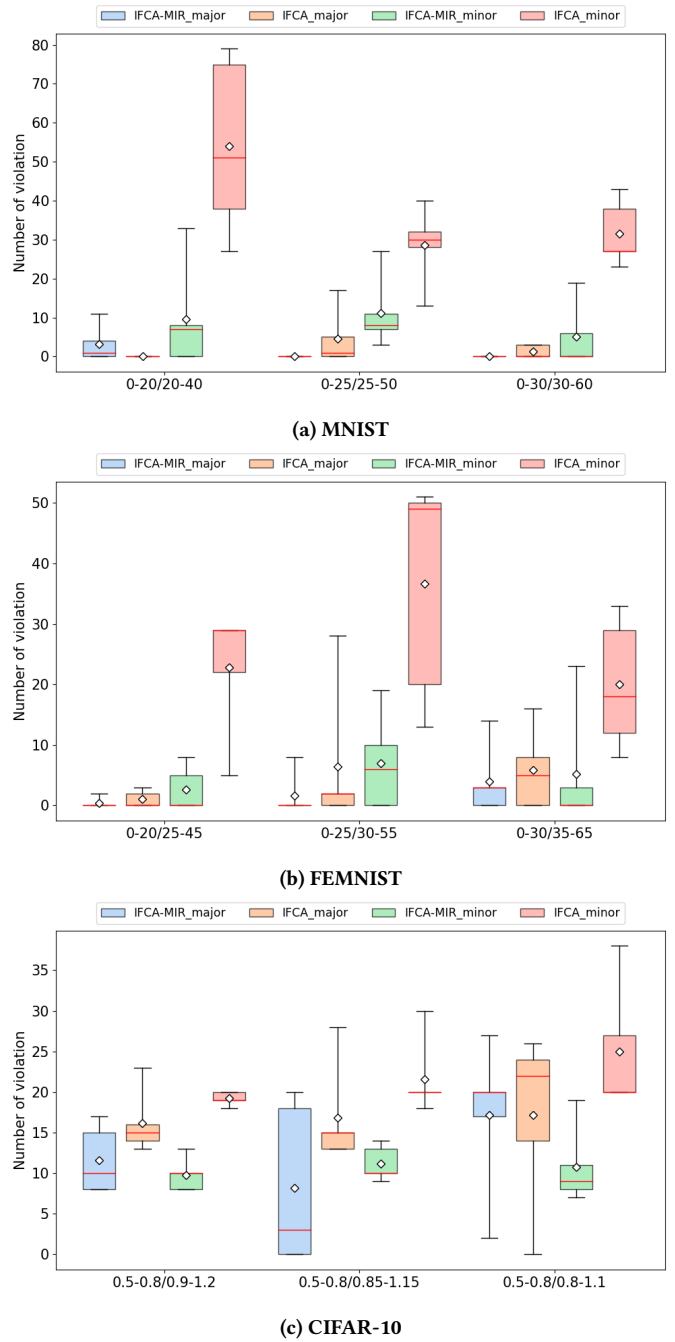 IFCA-MIR_major IFCA_major IFCA-MIR_minor IFCA_minor
80
70
60
50
40
30
20
10
0
Number of violation
0-20/20-40 0-25/25-50 0-30/30-60
(a) MNIST
IFCA-MIR_major IFCA_major IFCA-MIR_minor IFCA_minor
50
40
30
20
10
0
Number of violation
0-20/25-45 0-25/30-55 0-30/35-65
(b) FEMNIST
IFCA-MIR_major IFCA_major IFCA-MIR_minor IFCA_minor
35
30
25
20
15
10
5
0
Number of violation
0.5-0.8/0.9-1.2 0.5-0.8/0.85-1.15 0.5-0.8/0.8-1.1
(c) CIFAR-10